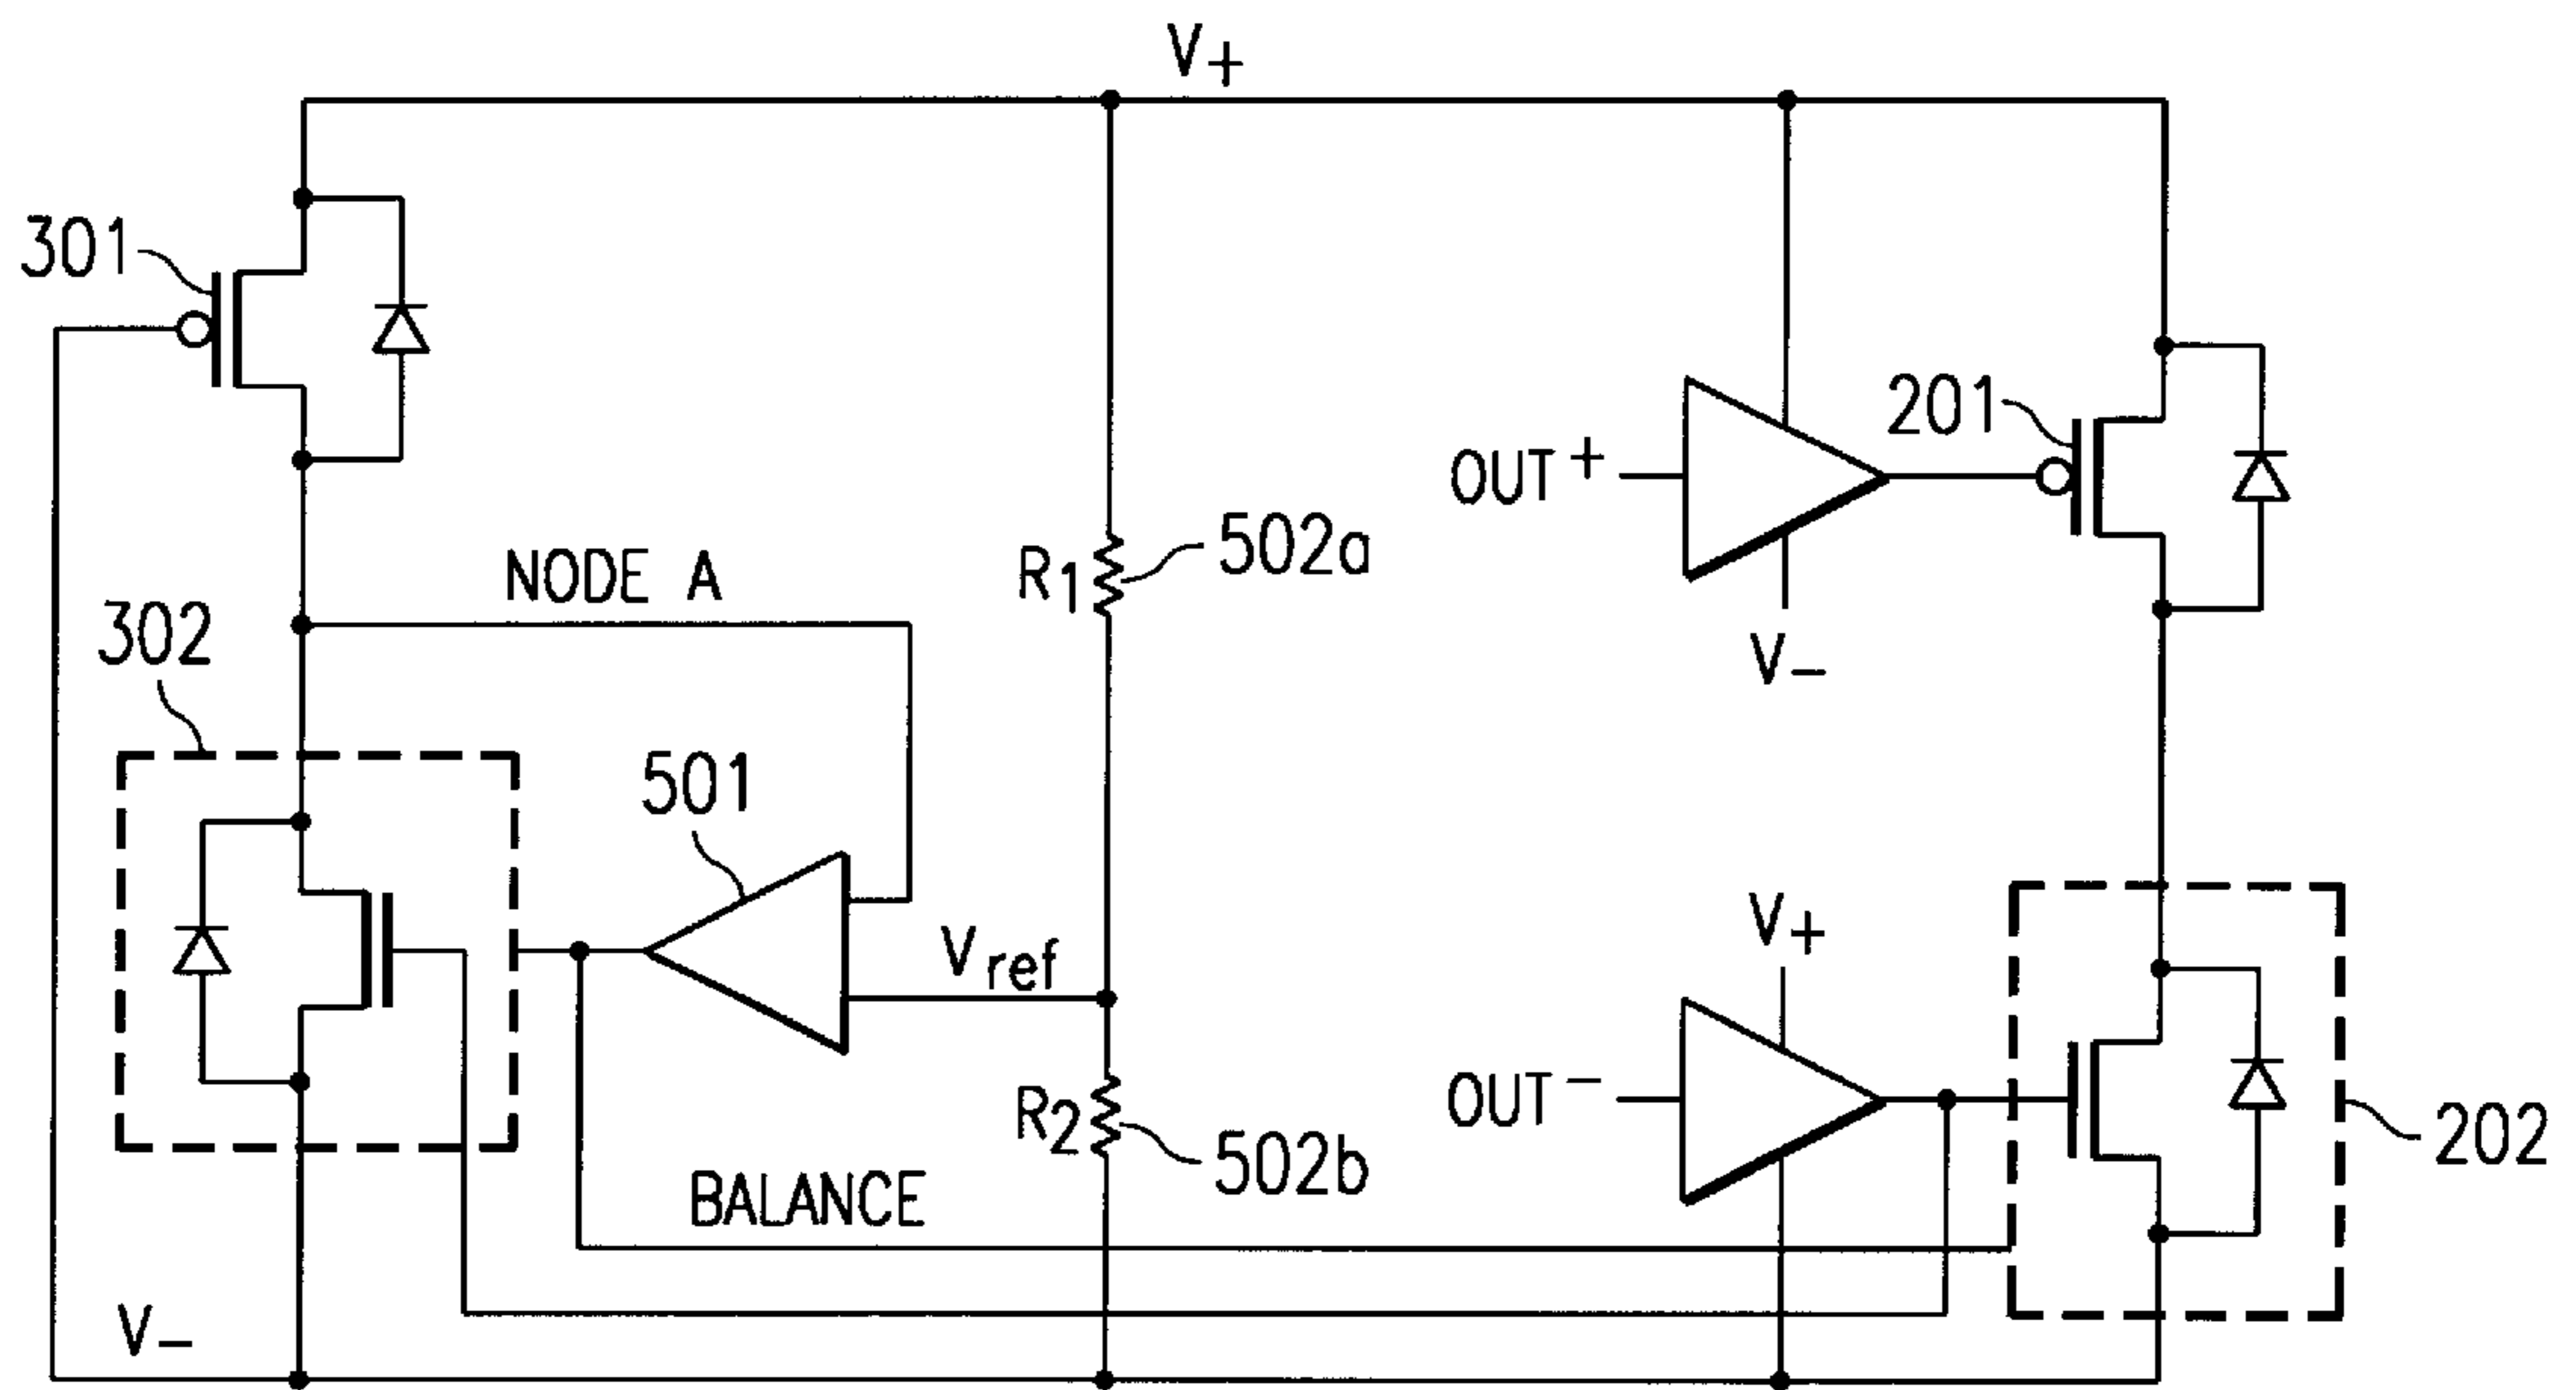 V+
301
OUT+
201
NODE A
R1
502a
302
V-
501
Vref
V+
R2
502b
OUT-
202
BALANCE
V-